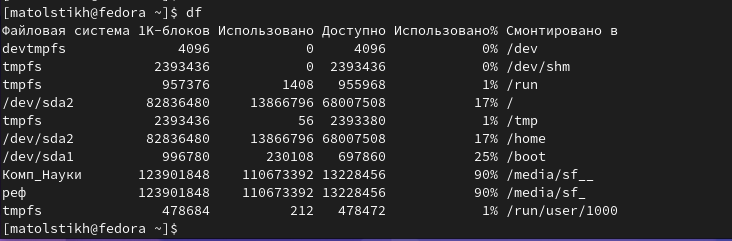 [matolstikh@fedora ~]$ df
Файловая система 1K-блоков Использовано Доступно Использовано% Смонтировано в
devtmpfs 4096 0 4096 0% /dev
tmpfs 2393436 0 2393436 0% /dev/shm
tmpfs 957376 1408 955968 1% /run
/dev/sda2 82836480 13866796 68007508 17% /
tmpfs 2393436 56 2393380 1% /tmp
/dev/sda2 82836480 13866796 68007508 17% /home
/dev/sda1 996780 230108 697860 25% /boot
Комп_Науки 123901848 110673392 13228456 90% /media/sf__
реф 123901848 110673392 13228456 90% /media/sf_
tmpfs 478684 212 478472 1% /run/user/1000
[matolstikh@fedora ~]$